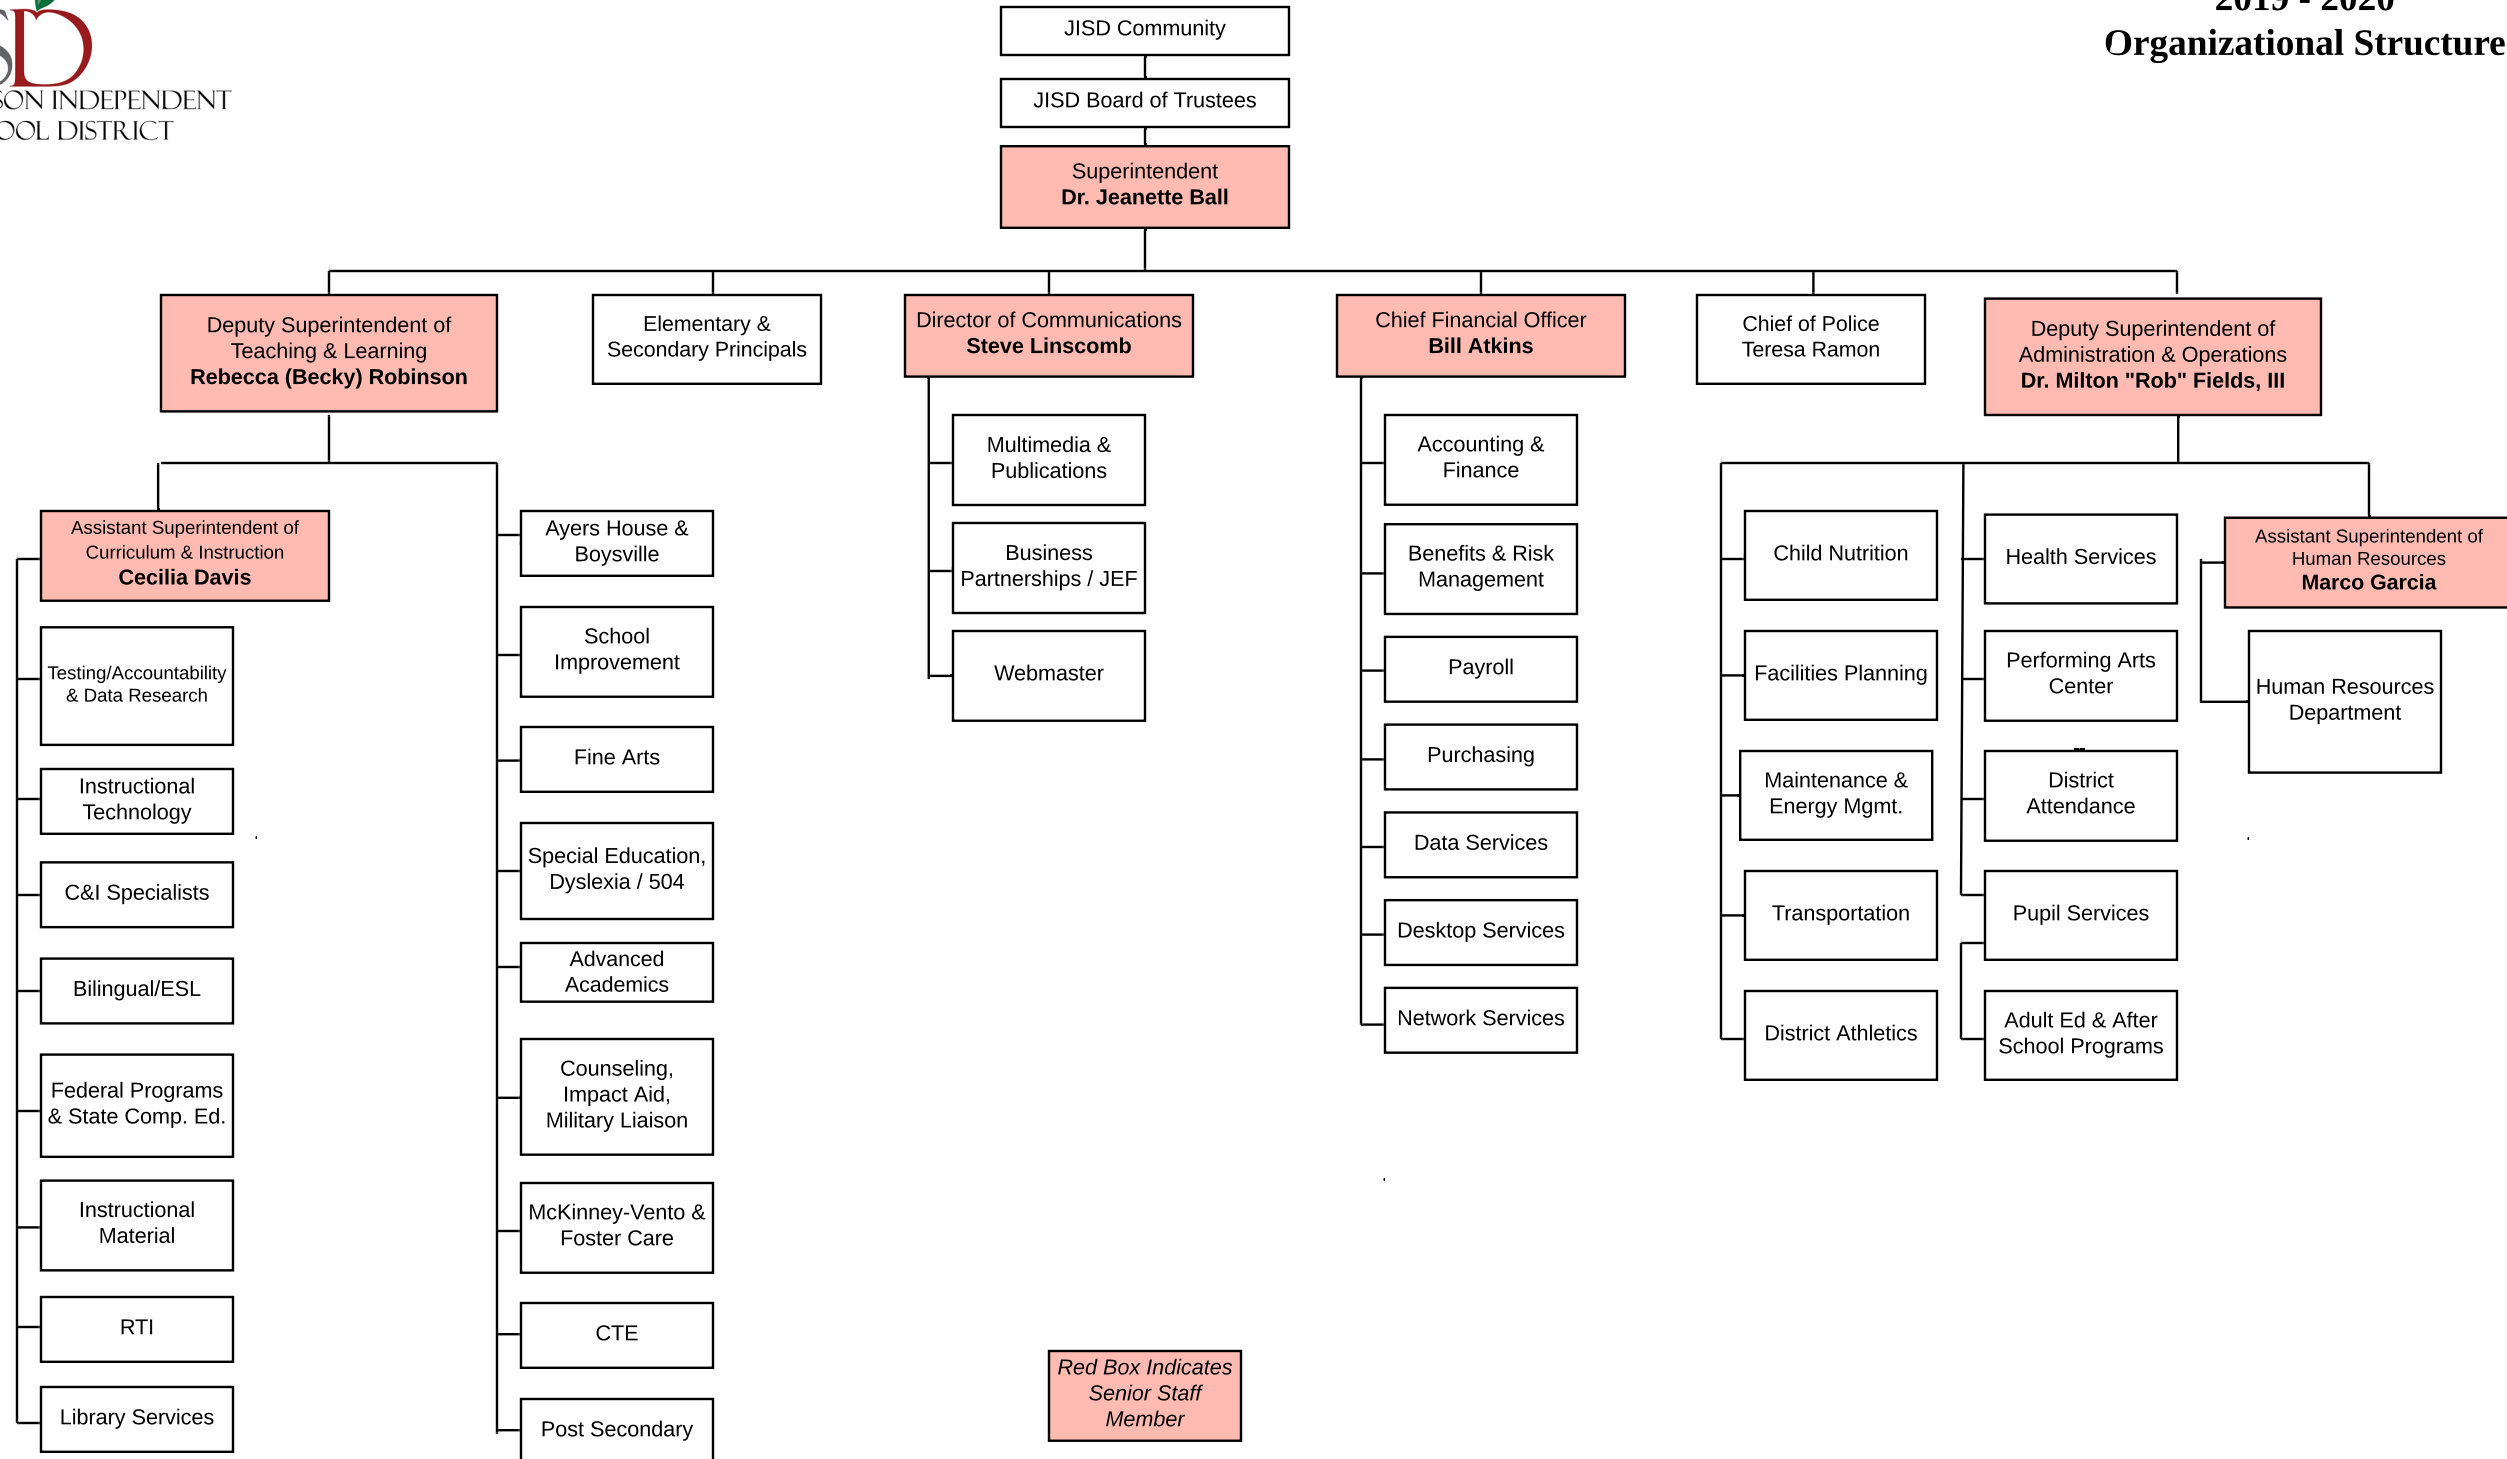 JISD Community
2019 - 2020
Organizational Structure
SD
SON INDEPENDENT
OOL DISTRICT
JISD Board of Trustees
Superintendent
Dr. Jeanette Ball
Deputy Superintendent of
Teaching & Learning
Rebecca (Becky) Robinson
Elementary &
Secondary Principals
Director of Communications
Steve Linscomb
Chief Financial Officer
Bill Atkins
Chief of Police
Teresa Ramon
Deputy Superintendent of
Administration & Operations
Dr. Milton "Rob" Fields, III
Assistant Superintendent of
Curriculum & Instruction
Cecilia Davis
Testing/Accountability
& Data Research
Instructional
Technology
C&I Specialists
Bilingual/ESL
Federal Programs
& State Comp. Ed.
Instructional
Material
RTI
Library Services
Ayers House &
Boysville
School
Improvement
Fine Arts
Special Education,
Dyslexia / 504
Advanced
Academics
Counseling,
Impact Aid,
Military Liaison
McKinney-Vento &
Foster Care
CTE
Post Secondary
Multimedia &
Publications
Business
Partnerships / JEF
Webmaster
Accounting &
Finance
Benefits & Risk
Management
Payroll
Purchasing
Data Services
Desktop Services
Network Services
Child Nutrition
Facilities Planning
Maintenance &
Energy Mgmt.
Transportation
District Athletics
Health Services
Performing Arts
Center
District
Attendance
Pupil Services
Adult Ed & After
School Programs
Assistant Superintendent of
Human Resources
Marco Garcia
Human Resources
Department
Red Box Indicates
Senior Staff
Member